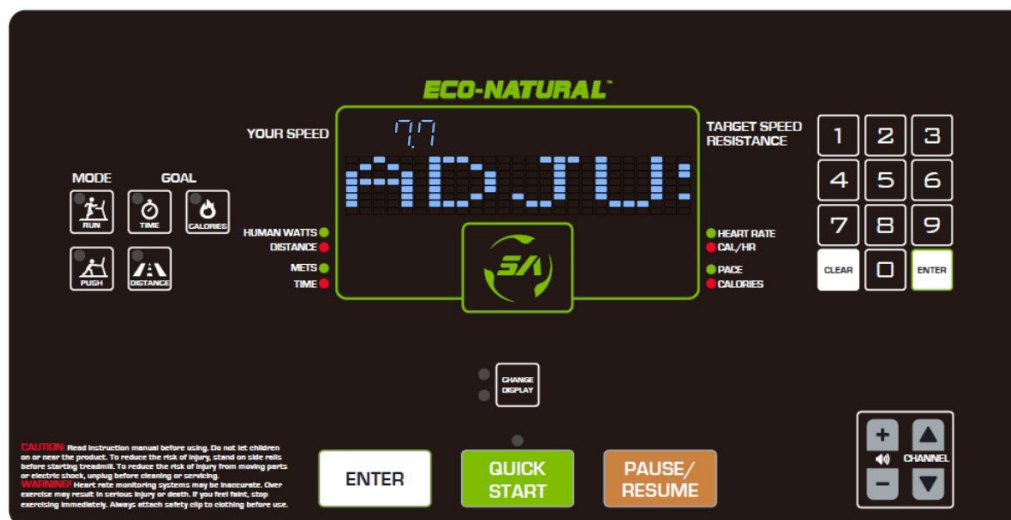 ECO-NATURAL™
YOUR SPEED
7.7
TARGET SPEED
RESISTANCE
ADJU
MODE
GOAL
RUN
TIME
CALORIES
PUSH
DISTANCE
HUMAN WATTS
DISTANCE
METS
TIME
SA
HEART RATE
CAL/HR
PACE
CALORIES
1 2 3
4 5 6
7 8 9
CLEAR 0 ENTER
CHANGE
DISPLAY
CAUTION: Read instruction manual before using. Do not let children
on or near the product. To reduce the risk of injury, stand on side rails
before starting treadmill. To reduce the risk of injury from moving parts
or electric shock, unplug before cleaning or servicing.
WARNING! Heart rate monitoring systems may be inaccurate. Over
exercise may result in serious injury or death. If you feel faint, stop
exercising immediately. Always attach safety clip to clothing before use.
ENTER
QUICK
START
PAUSE/
RESUME
+
CHANNEL
−